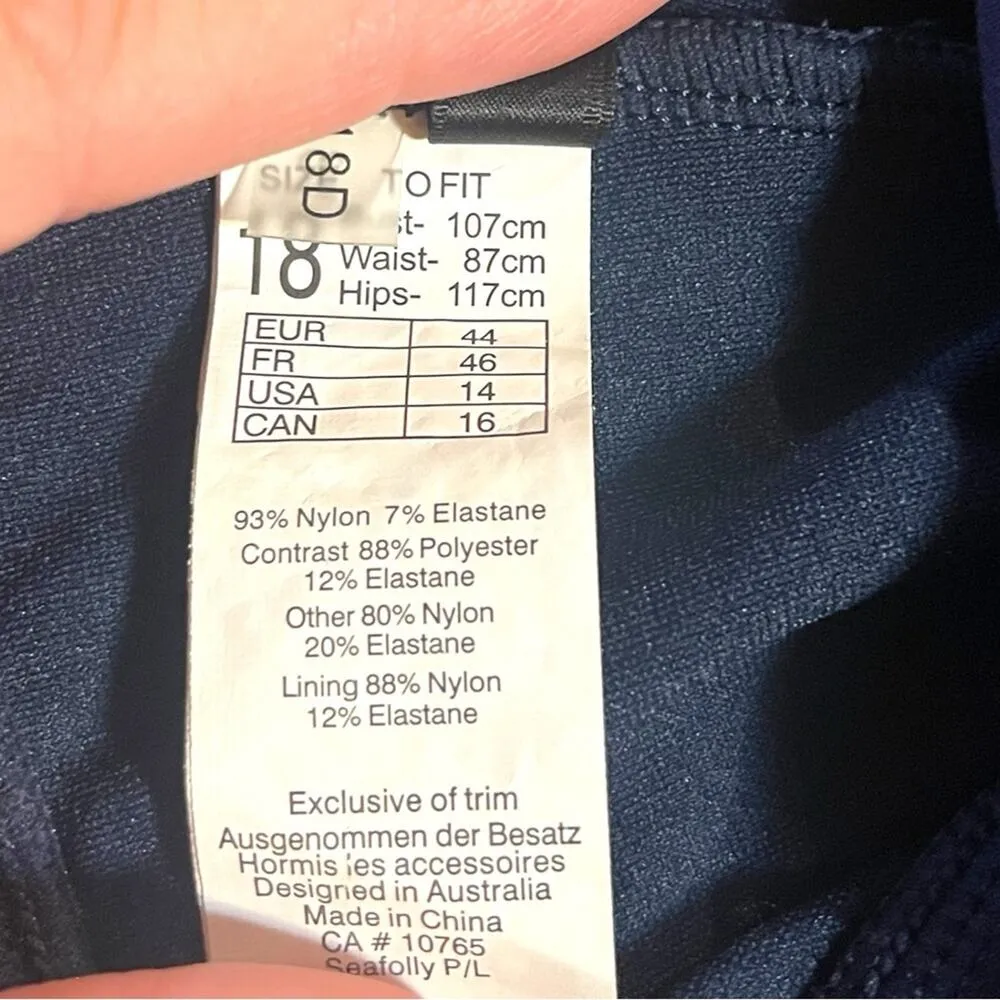 8D
SIZE TO FIT
st- 107cm
18 Waist- 87cm
Hips- 117cm
EUR 44
FR 46
USA 14
CAN 16
93% Nylon 7% Elastane
Contrast 88% Polyester
12% Elastane
Other 80% Nylon
20% Elastane
Lining 88% Nylon
12% Elastane
Exclusive of trim
Ausgenommen der Besatz
Hormis les accessoires
Designed in Australia
Made in China
CA # 10765
Seafolly P/L